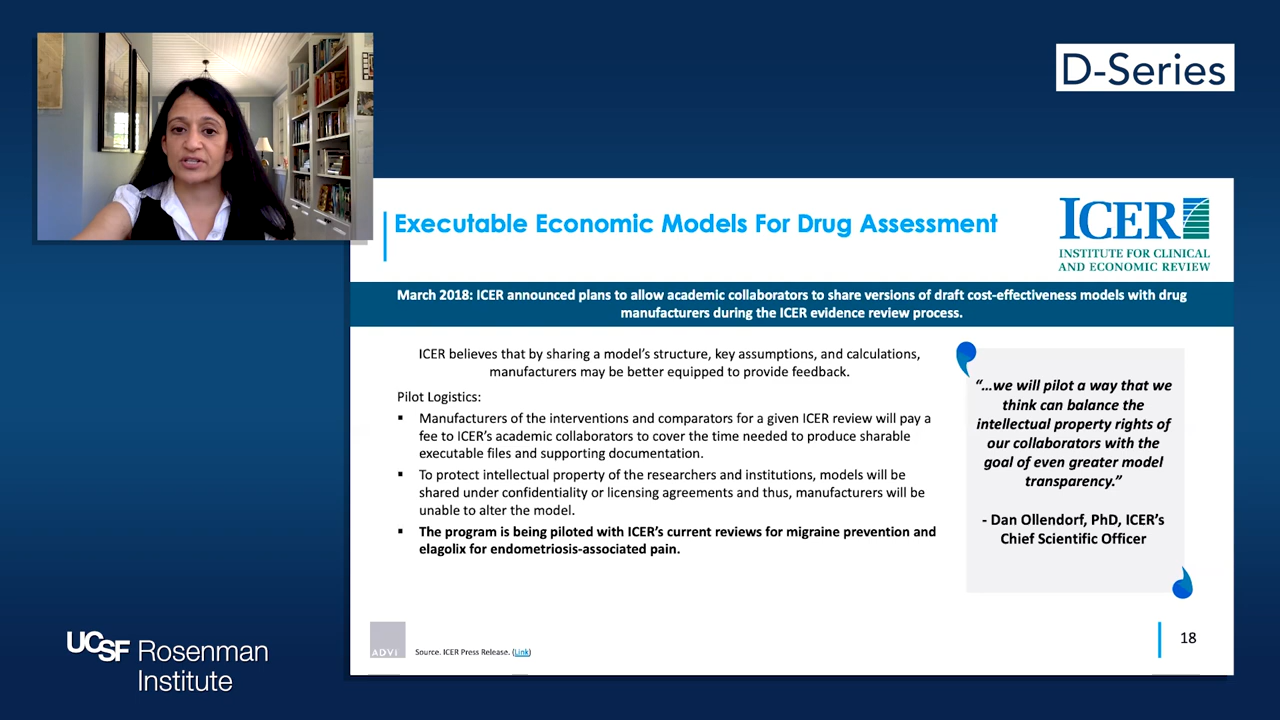 D-Series
Executable Economic Models For Drug Assessment
ICER
INSTITUTE FOR CLINICAL
AND ECONOMIC REVIEW
March 2018: ICER announced plans to allow academic collaborators to share versions of draft cost-effectiveness models with drug
manufacturers during the ICER evidence review process.
ICER believes that by sharing a model’s structure, key assumptions, and calculations,
manufacturers may be better equipped to provide feedback.
Pilot Logistics:
▪ Manufacturers of the interventions and comparators for a given ICER review will pay a
fee to ICER’s academic collaborators to cover the time needed to produce sharable
executable files and supporting documentation.
▪ To protect intellectual property of the researchers and institutions, models will be
shared under confidentiality or licensing agreements and thus, manufacturers will be
unable to alter the model.
▪ The program is being piloted with ICER’s current reviews for migraine prevention and
elagolix for endometriosis-associated pain.
“…we will pilot a way that we
think can balance the
intellectual property rights of
our collaborators with the
goal of even greater model
transparency.”
- Dan Ollendorf, PhD, ICER’s
Chief Scientific Officer
ADVI
Source. ICER Press Release. (Link)
18
UCSF Rosenman
Institute